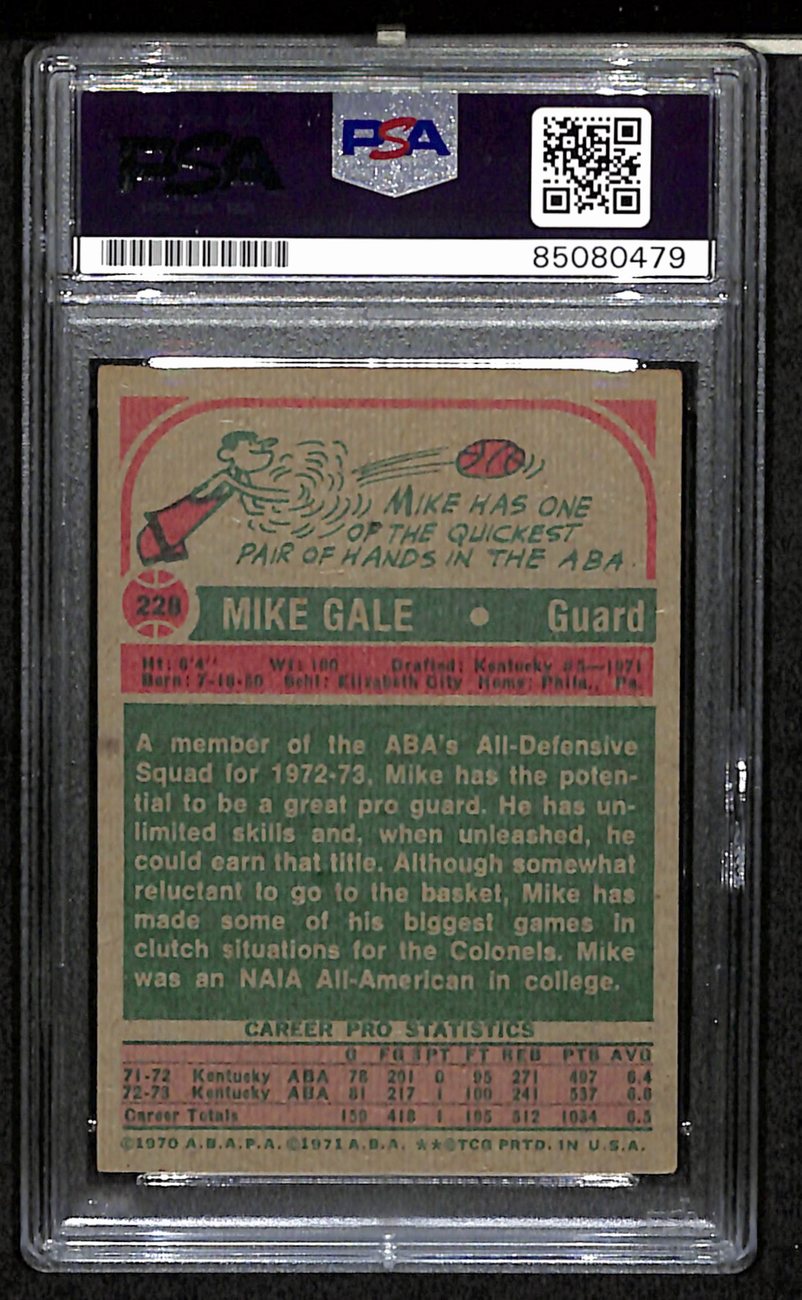 PSA
PSA
85080479
MIKE HAS ONE
OF THE QUICKEST
PAIR OF HANDS IN THE ABA.
228 MIKE GALE • Guard
Ht: 6'4" Wt: 180 Drafted: Kentucky #3—1971
Born: 7-18-50 Schl: Elizabeth City Home: Phila., Pa.
A member of the ABA's All-Defensive
Squad for 1972-73, Mike has the poten-
tial to be a great pro guard. He has un-
limited skills and, when unleashed, he
could earn that title. Although somewhat
reluctant to go to the basket, Mike has
made some of his biggest games in
clutch situations for the Colonels. Mike
was an NAIA All-American in college.
CAREER PRO STATISTICS
G FG 3PT FT REB PTS AVG
71-72 Kentucky ABA 78 201 0 95 271 497 6.4
72-73 Kentucky ABA 81 217 1 100 241 537 6.6
Career Totals 159 418 1 195 512 1034 6.5
©1970 A.B.A.P.A. ©1971 A.B.A. ★★©TCG PRTD. IN U.S.A.